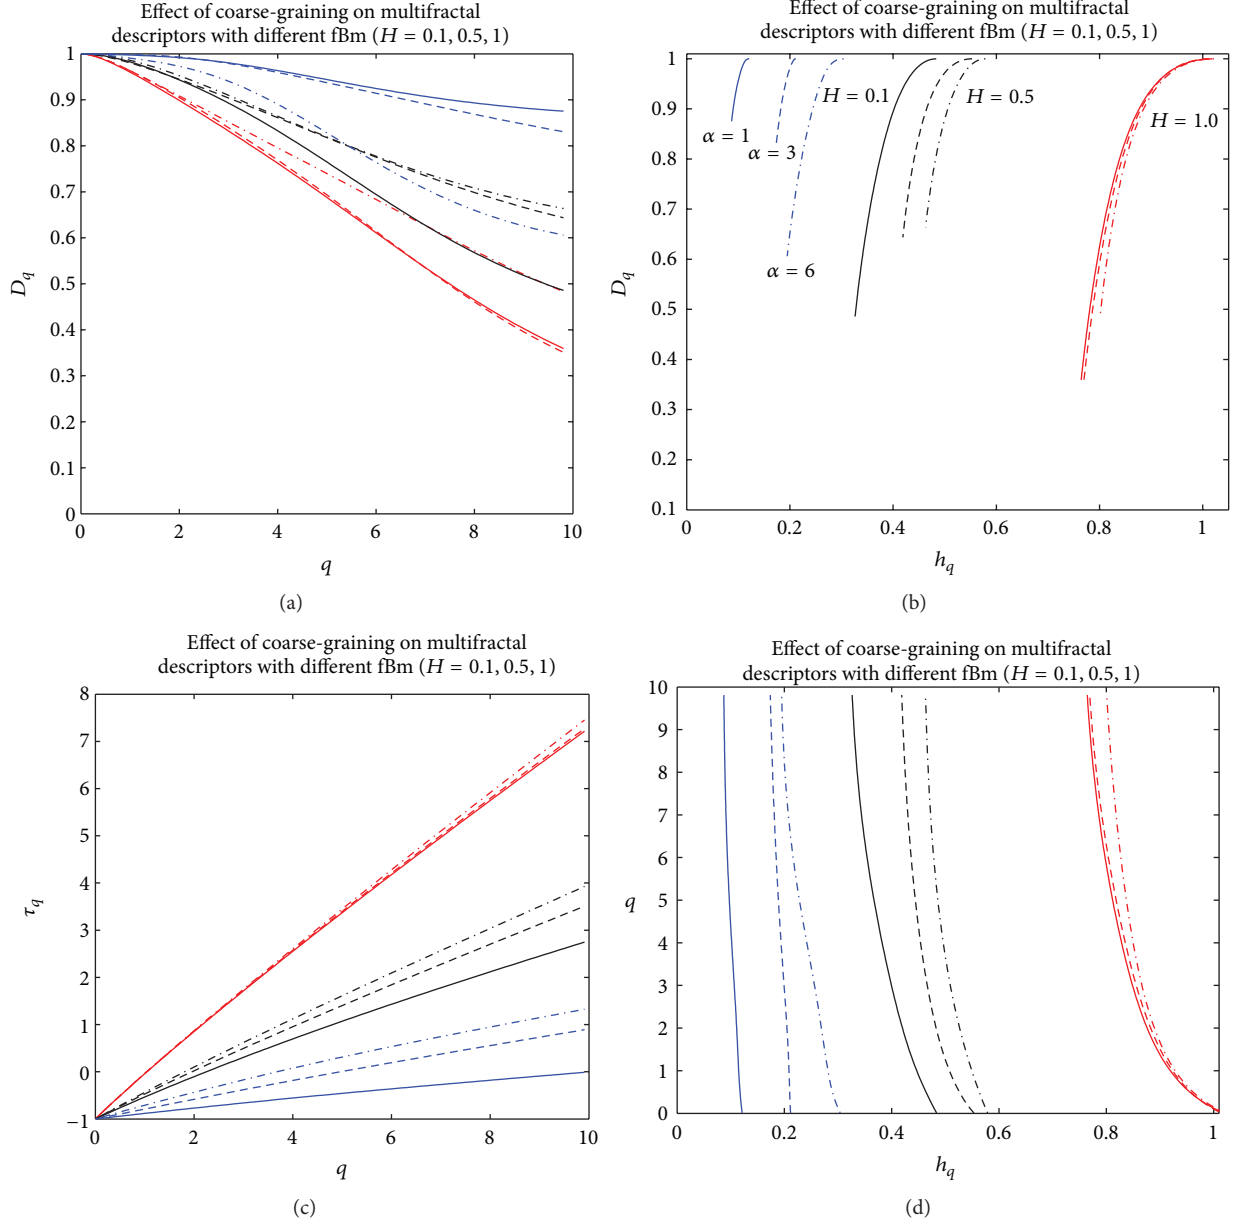 Effect of coarse-graining on multifractal
descriptors with different fBm (H = 0.1, 0.5, 1)
1
0.9
0.8
0.7
0.6
0.5
0.4
0.3
0.2
0.1
0
D_q
0 2 4 6 8 10
q
(a)
Effect of coarse-graining on multifractal
descriptors with different fBm (H = 0.1, 0.5, 1)
1
0.9
0.8
0.7
0.6
0.5
0.4
0.3
0.2
0.1
D_q
α = 1
α = 3
α = 6
H = 0.1
H = 0.5
H = 1.0
0 0.2 0.4 0.6 0.8 1
h_q
(b)
Effect of coarse-graining on multifractal
descriptors with different fBm (H = 0.1, 0.5, 1)
8
7
6
5
4
3
2
1
0
−1
τ_q
0 2 4 6 8 10
q
(c)
Effect of coarse-graining on multifractal
descriptors with different fBm (H = 0.1, 0.5, 1)
10
9
8
7
6
5
4
3
2
1
0
q
0 0.2 0.4 0.6 0.8 1
h_q
(d)